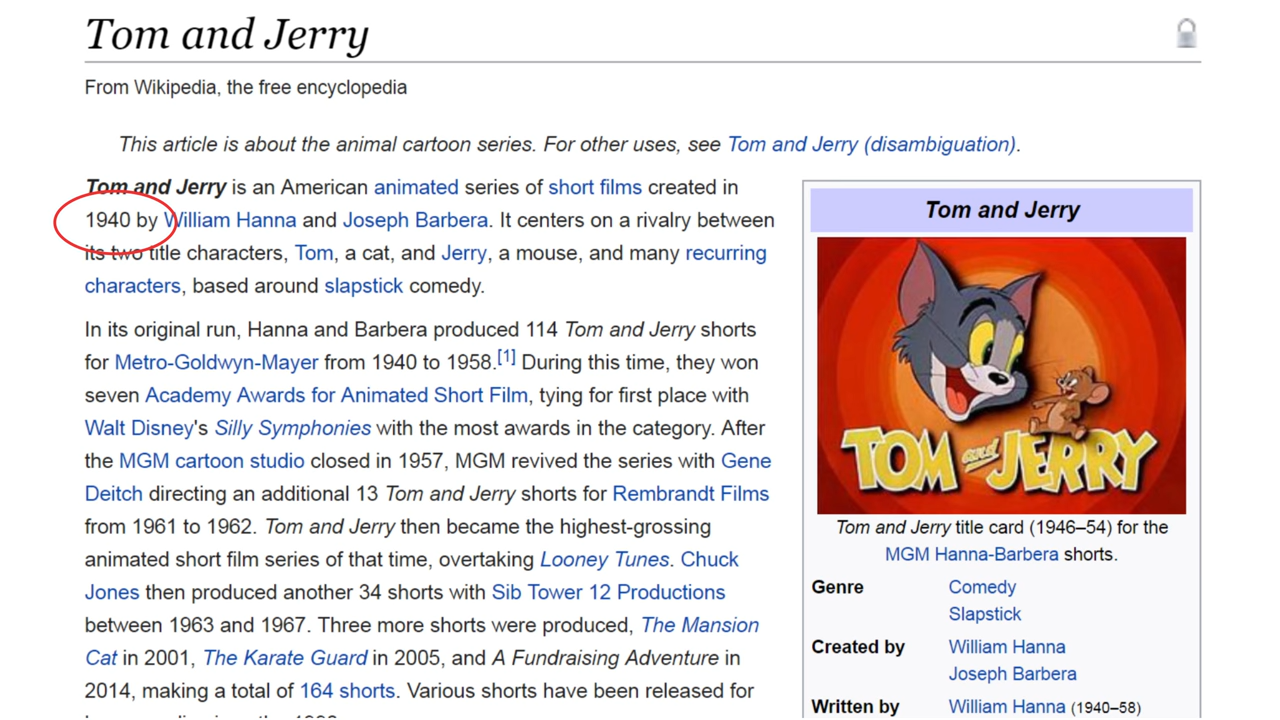 Tom and Jerry
From Wikipedia, the free encyclopedia
This article is about the animal cartoon series. For other uses, see Tom and Jerry (disambiguation).
Tom and Jerry is an American animated series of short films created in
1940 by William Hanna and Joseph Barbera. It centers on a rivalry between
its two title characters, Tom, a cat, and Jerry, a mouse, and many recurring
characters, based around slapstick comedy.
In its original run, Hanna and Barbera produced 114 Tom and Jerry shorts
for Metro-Goldwyn-Mayer from 1940 to 1958.[1] During this time, they won
seven Academy Awards for Animated Short Film, tying for first place with
Walt Disney's Silly Symphonies with the most awards in the category. After
the MGM cartoon studio closed in 1957, MGM revived the series with Gene
Deitch directing an additional 13 Tom and Jerry shorts for Rembrandt Films
from 1961 to 1962. Tom and Jerry then became the highest-grossing
animated short film series of that time, overtaking Looney Tunes. Chuck
Jones then produced another 34 shorts with Sib Tower 12 Productions
between 1963 and 1967. Three more shorts were produced, The Mansion
Cat in 2001, The Karate Guard in 2005, and A Fundraising Adventure in
2014, making a total of 164 shorts. Various shorts have been released for
Tom and Jerry
TOM and JERRY
Tom and Jerry title card (1946–54) for the
MGM Hanna-Barbera shorts.
Genre Comedy
Slapstick
Created by William Hanna
Joseph Barbera
Written by William Hanna (1940–58)